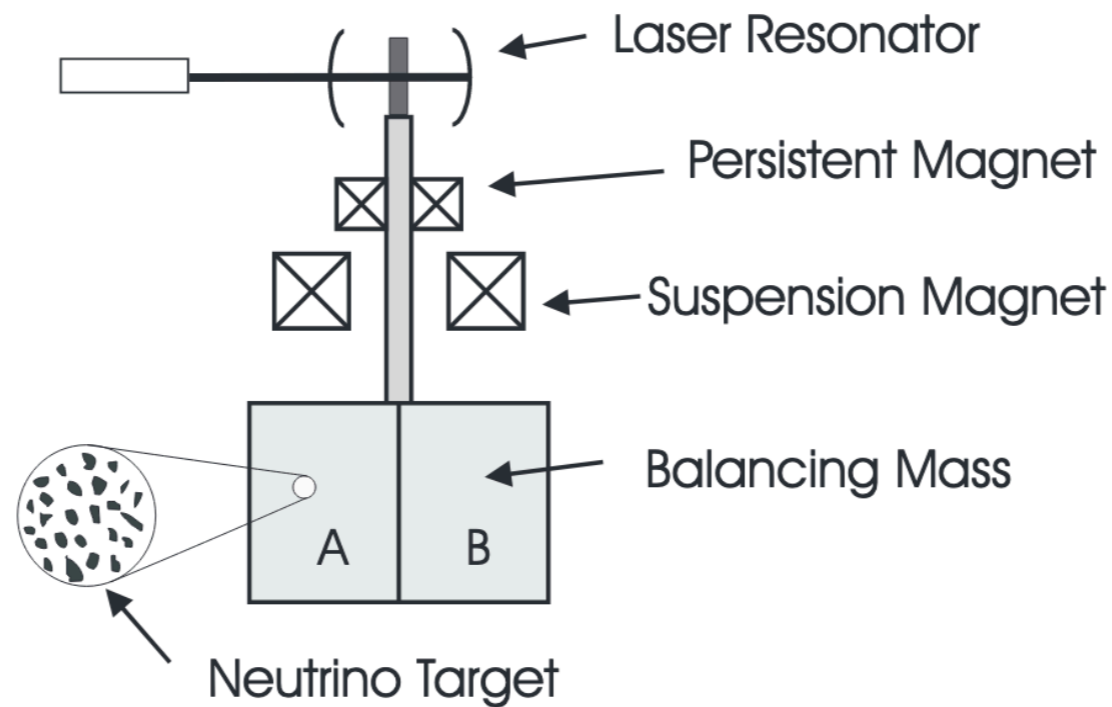 Laser Resonator
Persistent Magnet
Suspension Magnet
Balancing Mass
A
B
Neutrino Target